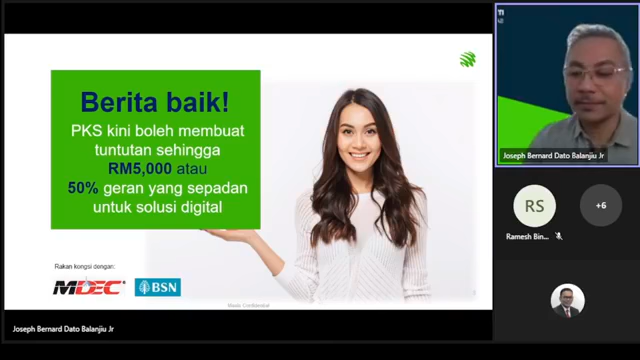 Berita baik!
PKS kini boleh membuat
tuntutan sehingga
RM5,000 atau
50% geran yang sepadan
untuk solusi digital
Rakan kongsi dengan:
MDEC
BSN
Maxis Confidential
Joseph Bernard Dato Balanjiu Jr
Joseph Bernard Dato Balanjiu Jr
RS
+6
Ramesh Bin...